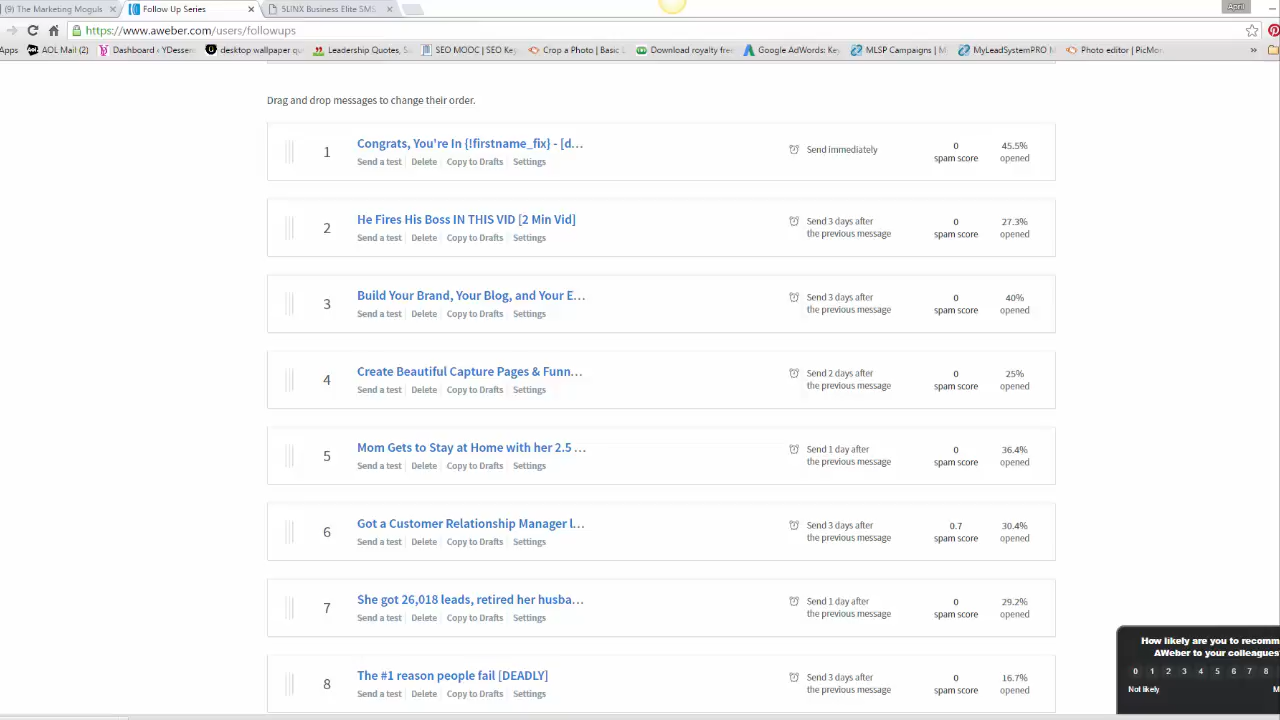 (9) The Marketing Moguls
Follow Up Series
5LINX Business Elite SMS
April
https://www.aweber.com/users/followups
Apps
AOL Mail (2)
Dashboard ‹ YDesser
desktop wallpaper qu
Leadership Quotes, S
SEO MODC | SEO Key
Crop a Photo | Basic
Download royalty free
Google AdWords: Key
MLSP Campaigns | M
MyLeadSystemPRO M
Photo editor | PicMon
»
Drag and drop messages to change their order.
1
Congrats, You're In {!firstname_fix} - [d...
Send a test Delete Copy to Drafts Settings
Send immediately
0
spam score
45.5%
opened
2
He Fires His Boss IN THIS VID [2 Min Vid]
Send a test Delete Copy to Drafts Settings
Send 3 days after
the previous message
0
spam score
27.3%
opened
3
Build Your Brand, Your Blog, and Your E...
Send a test Delete Copy to Drafts Settings
Send 3 days after
the previous message
0
spam score
40%
opened
4
Create Beautiful Capture Pages & Funn...
Send a test Delete Copy to Drafts Settings
Send 2 days after
the previous message
0
spam score
25%
opened
5
Mom Gets to Stay at Home with her 2.5 ...
Send a test Delete Copy to Drafts Settings
Send 1 day after
the previous message
0
spam score
36.4%
opened
6
Got a Customer Relationship Manager l...
Send a test Delete Copy to Drafts Settings
Send 3 days after
the previous message
0.7
spam score
30.4%
opened
7
She got 26,018 leads, retired her husba...
Send a test Delete Copy to Drafts Settings
Send 1 day after
the previous message
0
spam score
29.2%
opened
8
The #1 reason people fail [DEADLY]
Send a test Delete Copy to Drafts Settings
Send 3 days after
the previous message
0
spam score
16.7%
opened
How likely are you to recomm
AWeber to your colleagues
0 1 2 3 4 5 6 7 8
Not likely